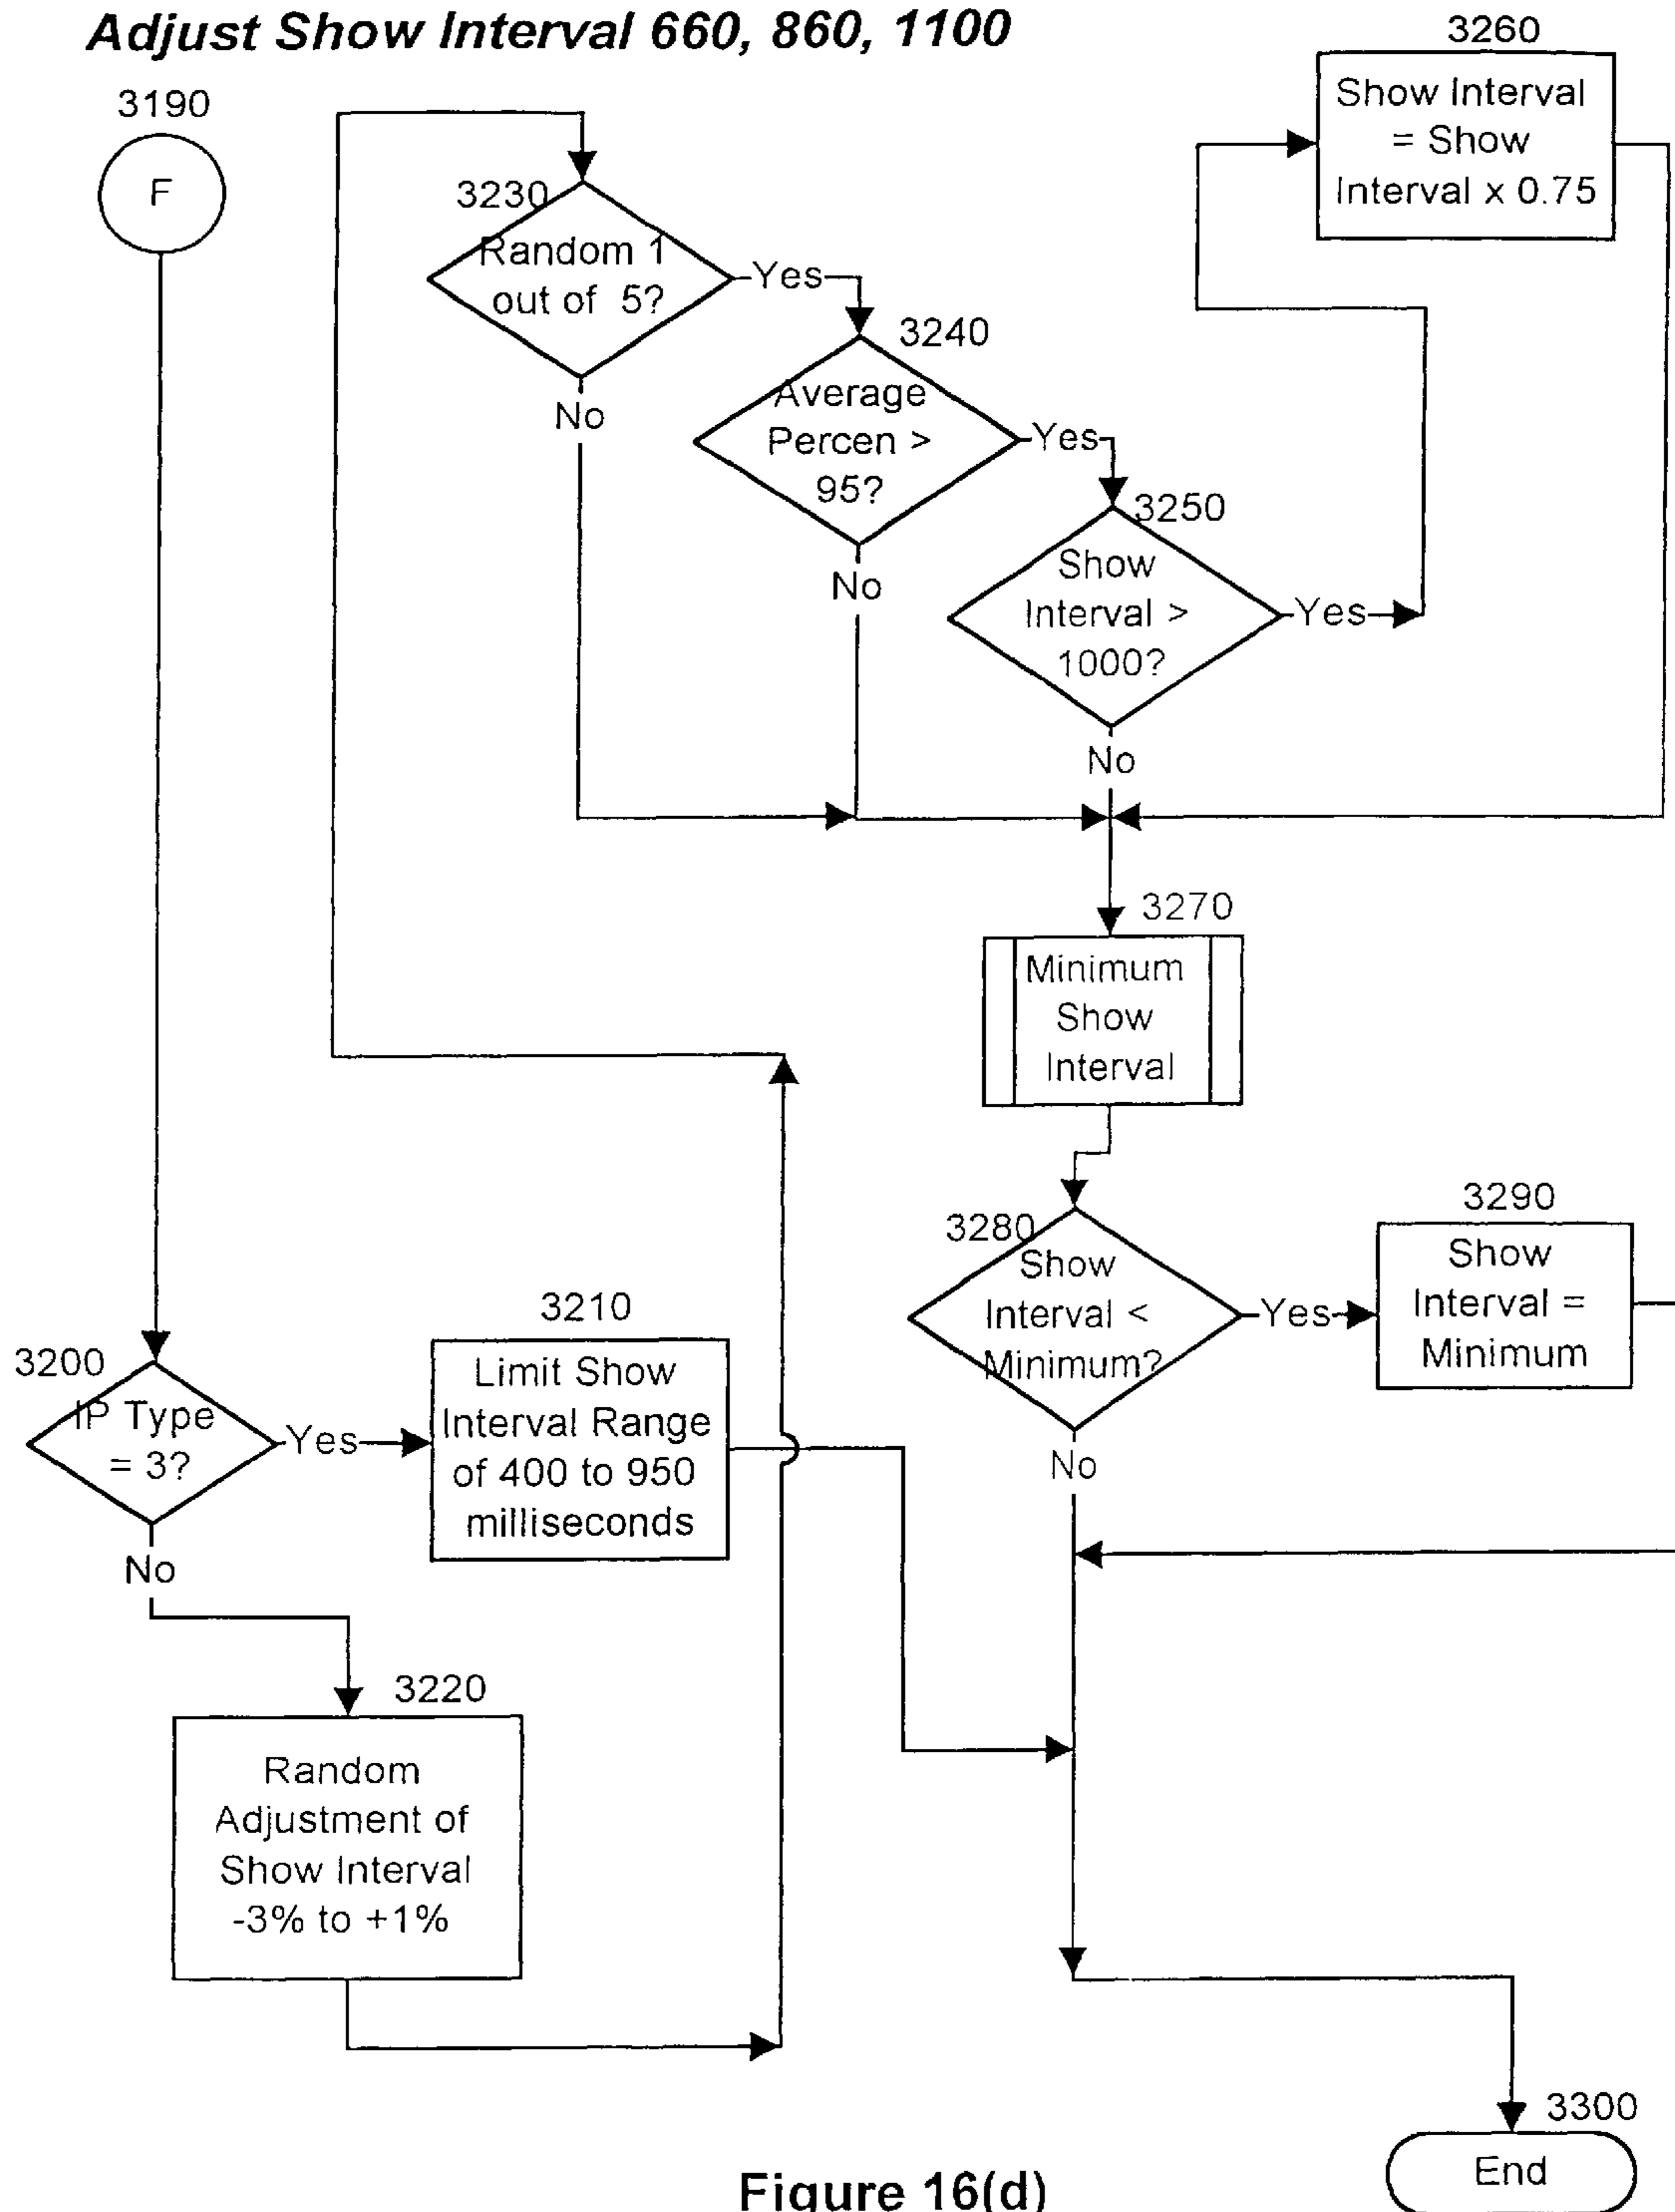 Adjust Show Interval 660, 860, 1100
3190
F
3230
Random 1
out of 5?
Yes
No
3240
Average
Percen >
95?
Yes
No
3250
Show
Interval >
1000?
Yes
No
3260
Show Interval
= Show
Interval x 0.75
3270
Minimum
Show
Interval
3280
Show
Interval <
Minimum?
Yes
No
3290
Show
Interval =
Minimum
3200
IP Type
= 3?
Yes
No
3210
Limit Show
Interval Range
of 400 to 950
milliseconds
3220
Random
Adjustment of
Show Interval
-3% to +1%
3300
End
Figure 16(d)